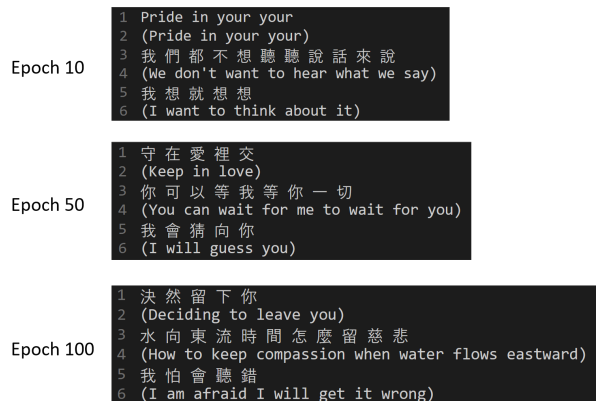 Epoch 10
1 Pride in your your
2 (Pride in your your)
3 我 們 都 不 想 聽 聽 說 話 來 說
4 (We don't want to hear what we say)
5 我 想 就 想 想
6 (I want to think about it)
Epoch 50
1 守 在 愛 裡 交
2 (Keep in love)
3 你 可 以 等 我 等 你 一 切
4 (You can wait for me to wait for you)
5 我 會 猜 向 你
6 (I will guess you)
Epoch 100
1 決 然 留 下 你
2 (Deciding to leave you)
3 水 向 東 流 時 間 怎 麼 留 慈 悲
4 (How to keep compassion when water flows eastward)
5 我 怕 會 聽 錯
6 (I am afraid I will get it wrong)